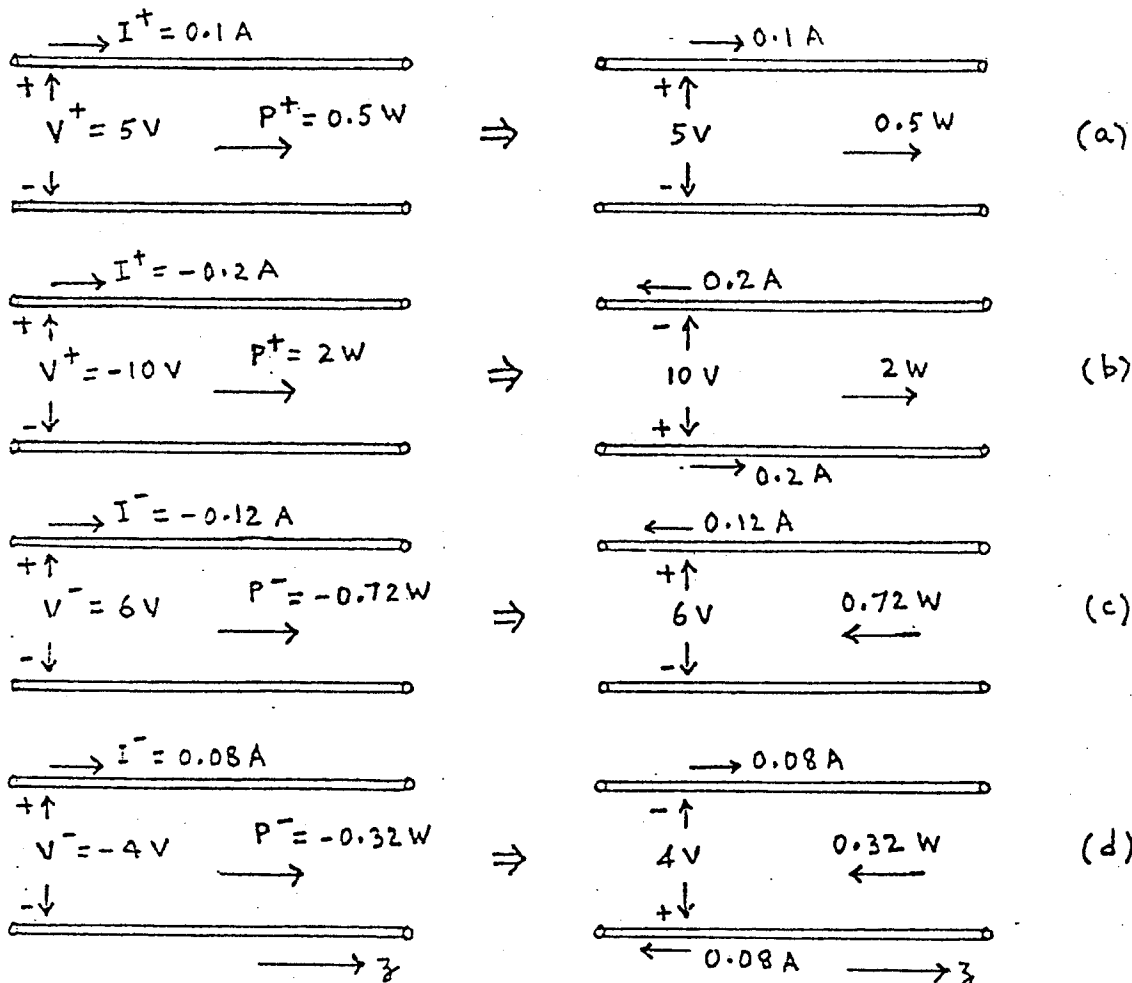 I⁺ = 0.1 A 0.1 A
+ +
V⁺ = 5 V P⁺ = 0.5 W ⇒ 5 V 0.5 W (a)
- -
I⁺ = -0.2 A 0.2 A
+ -
V⁺ = -10 V P⁺ = 2 W ⇒ 10 V 2 W (b)
- +
0.2 A
I⁻ = -0.12 A 0.12 A
+ +
V⁻ = 6 V P⁻ = -0.72 W ⇒ 6 V 0.72 W (c)
- -
I⁻ = 0.08 A 0.08 A
+ -
V⁻ = -4 V P⁻ = -0.32 W ⇒ 4 V 0.32 W (d)
- +
z 0.08 A z